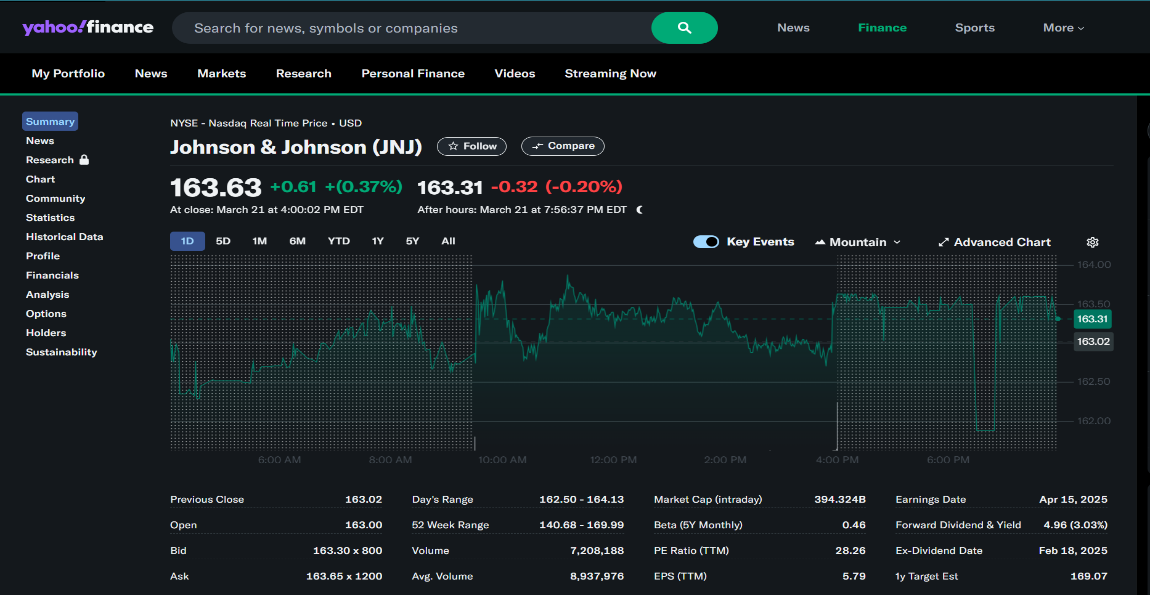 yahoo!finance
Search for news, symbols or companies
News Finance Sports More
My Portfolio News Markets Research Personal Finance Videos Streaming Now
Summary
News
Research
Chart
Community
Statistics
Historical Data
Profile
Financials
Analysis
Options
Holders
Sustainability
NYSE - Nasdaq Real Time Price • USD
Johnson & Johnson (JNJ) Follow Compare
163.63 +0.61 +(0.37%) 163.31 -0.32 (-0.20%)
At close: March 21 at 4:00:02 PM EDT After hours: March 21 at 7:56:37 PM EDT
1D 5D 1M 6M YTD 1Y 5Y All Key Events Mountain Advanced Chart
164.00
163.50
163.31
163.02
162.50
162.00
6:00 AM 8:00 AM 10:00 AM 12:00 PM 2:00 PM 4:00 PM 6:00 PM
Previous Close 163.02 Day's Range 162.50 - 164.13 Market Cap (intraday) 394.324B Earnings Date Apr 15, 2025
Open 163.00 52 Week Range 140.68 - 169.99 Beta (5Y Monthly) 0.46 Forward Dividend & Yield 4.96 (3.03%)
Bid 163.30 x 800 Volume 7,208,188 PE Ratio (TTM) 28.26 Ex-Dividend Date Feb 18, 2025
Ask 163.65 x 1200 Avg. Volume 8,937,976 EPS (TTM) 5.79 1y Target Est 169.07